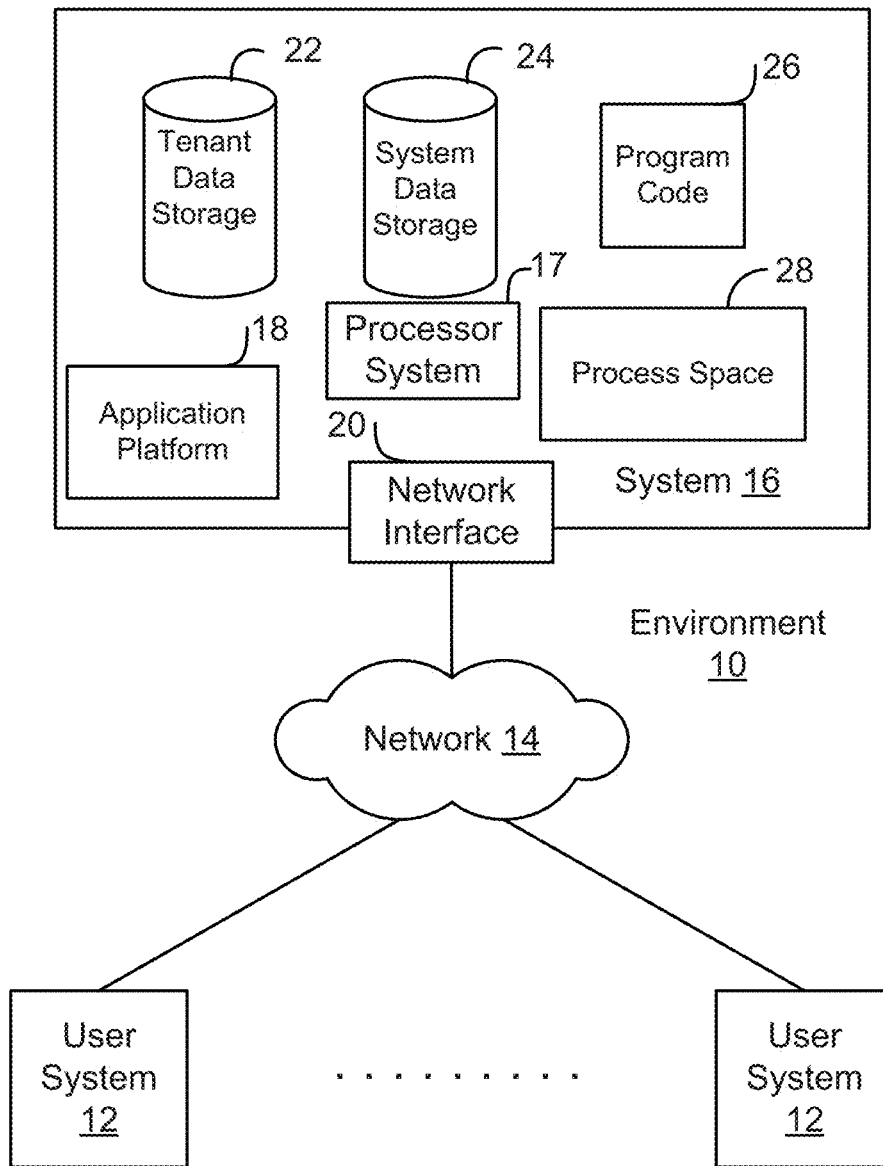 22
24
26
Tenant
Data
Storage
System
Data
Storage
Program
Code
17
28
18
Processor
System
Process Space
Application
Platform
20
Network
Interface
System 16
Environment
10
Network 14
User
System
12
. . . . . . . . .
User
System
12